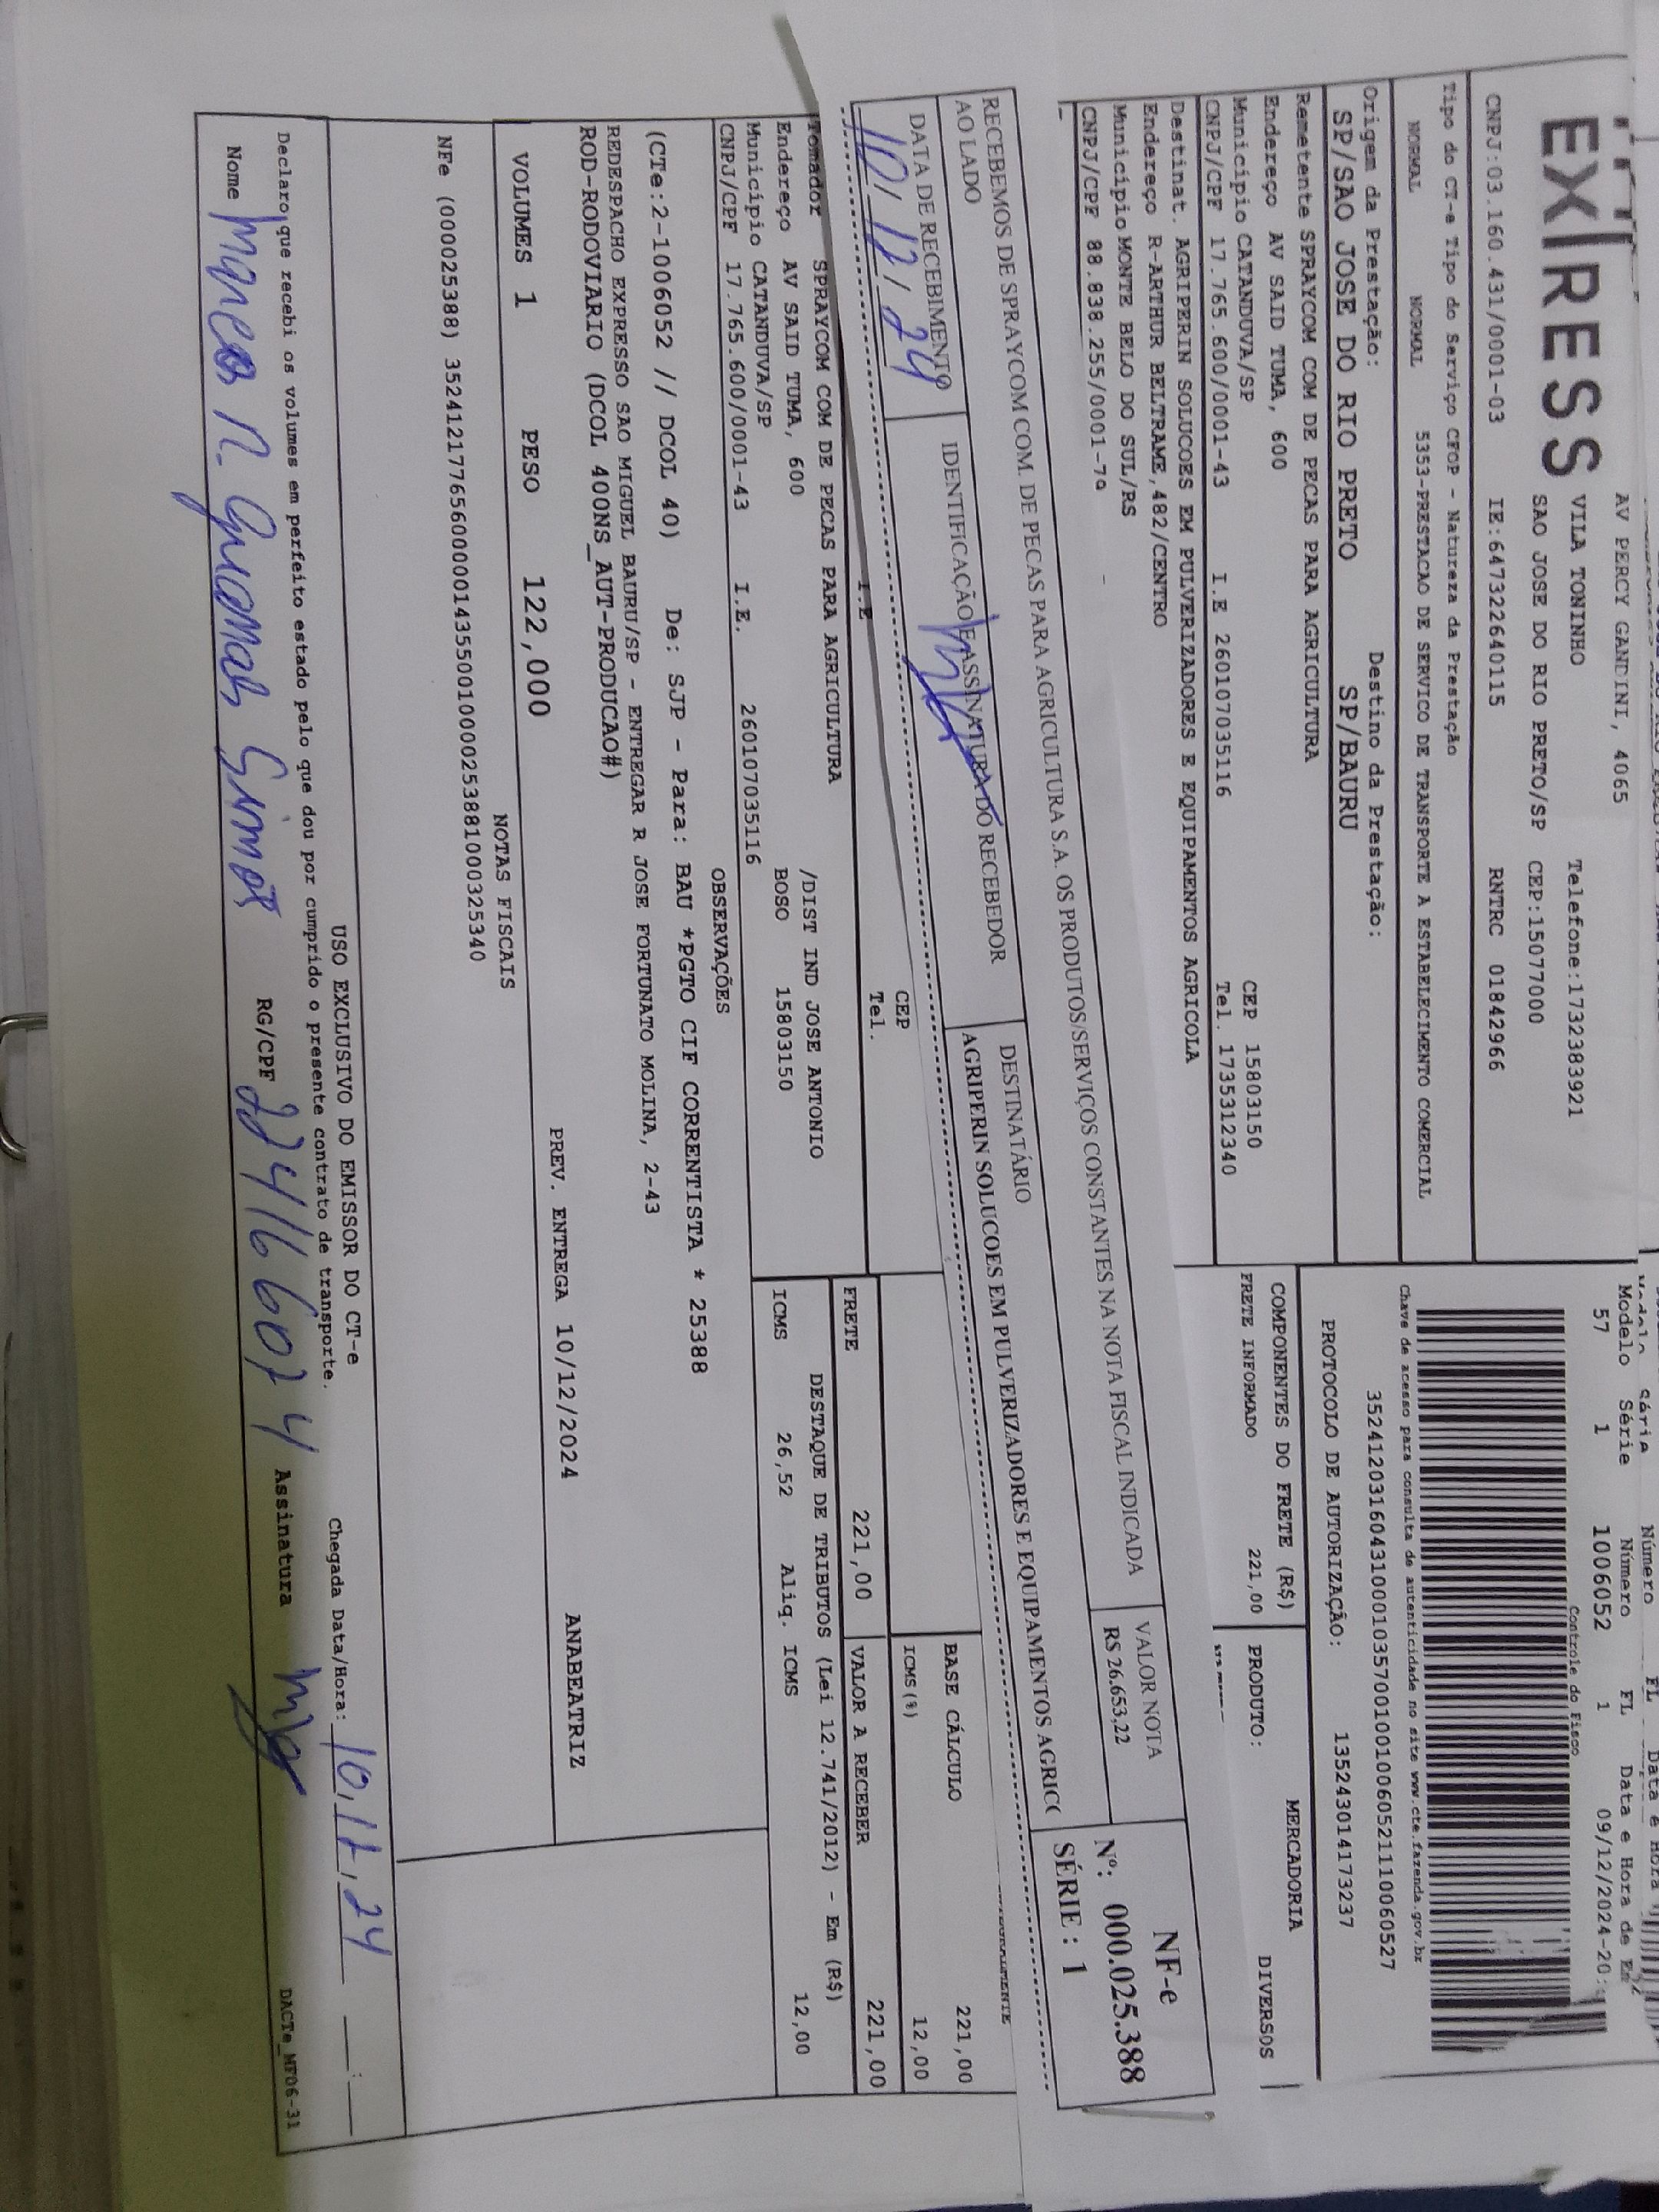 EXPRESS
AV PERCY GANDINI, 4065
VILA TONINHO Telefone:1732383921
SAO JOSE DO RIO PRETO/SP CEP:15077000
CNPJ:03.160.431/0001-03 IE:647322640115 RNTRC 01842966
Modelo Série Número FL Data e Hora de
57 1 1006052 1 09/12/2024-20:
Controle do Fisco
Tipo do CT-e Tipo do Serviço CFOP - Natureza da Prestação
NORMAL NORMAL 5353-PRESTACAO DE SERVICO DE TRANSPORTE A ESTABELECIMENTO COMERCIAL
Chave de acesso para consulta de autenticidade no site www.cte.fazenda.gov.br
35241203160431000103570010010060521110060527
Origem da Prestação: Destino da Prestação:
SP/SAO JOSE DO RIO PRETO SP/BAURU
PROTOCOLO DE AUTORIZAÇÃO: 135243014173237
Remetente SPRAYCOM COM DE PECAS PARA AGRICULTURA
Endereço AV SAID TUMA, 600 CEP 15803150
Município CATANDUVA/SP Tel. 1735312340
CNPJ/CPF 17.765.600/0001-43 I.E 260107035116
COMPONENTES DO FRETE (R$) MERCADORIA
FRETE INFORMADO 221,00 PRODUTO: DIVERSOS
Destinat. AGRIPERIN SOLUCOES EM PULVERIZADORES E EQUIPAMENTOS AGRICOLA
Endereço R-ARTHUR BELTRAME,482/CENTRO
Município MONTE BELO DO SUL/RS
CNPJ/CPF 88.838.255/0001-70
RECEBEMOS DE SPRAYCOM COM. DE PECAS PARA AGRICULTURA S.A. OS PRODUTOS/SERVIÇOS CONSTANTES NA NOTA FISCAL INDICADA
AO LADO
VALOR NOTA
R$ 26.653,22
NF-e
Nº: 000.025.388
SÉRIE : 1
DATA DE RECEBIMENTO IDENTIFICAÇÃO E ASSINATURA DO RECEBEDOR DESTINATÁRIO
10/12/24 AGRIPERIN SOLUCOES EM PULVERIZADORES E EQUIPAMENTOS AGRICO
I.E CEP
Tel.
BASE CÁLCULO 221,00
ICMS(%) 12,00
FRETE 221,00 VALOR A RECEBER 221,00
Tomador SPRAYCOM COM DE PECAS PARA AGRICULTURA
Endereço AV SAID TUMA, 600 /DIST IND JOSE ANTONIO
Município CATANDUVA/SP BOSO 15803150
CNPJ/CPF 17.765.600/0001-43 I.E. 260107035116
DESTAQUE DE TRIBUTOS (Lei 12.741/2012) - Em (R$)
ICMS 26,52 Aliq. ICMS 12,00
OBSERVAÇÕES
(CTe:2-1006052 // DCOL 40) De: SJP - Para: BAU *PGTO CIF CORRENTISTA * 25388
REDESPACHO EXPRESSO SAO MIGUEL BAURU/SP - ENTREGAR R JOSE FORTUNATO MOLINA, 2-43
ROD-RODOVIARIO (DCOL 400NS_AUT-PRODUCAO#)
VOLUMES 1 PESO 122,000 PREV. ENTREGA 10/12/2024 ANABEATRIZ
NOTAS FISCAIS
NFe (000025388) 35241217765600000143550010000253881000325340
USO EXCLUSIVO DO EMISSOR DO CT-e
Declaro que recebi os volumes em perfeito estado pelo que dou por cumprido o presente contrato de transporte.
Chegada Data/Hora: 10/12/24 __:__
Nome RG/CPF 224166074 Assinatura
DACTe_MF06-31